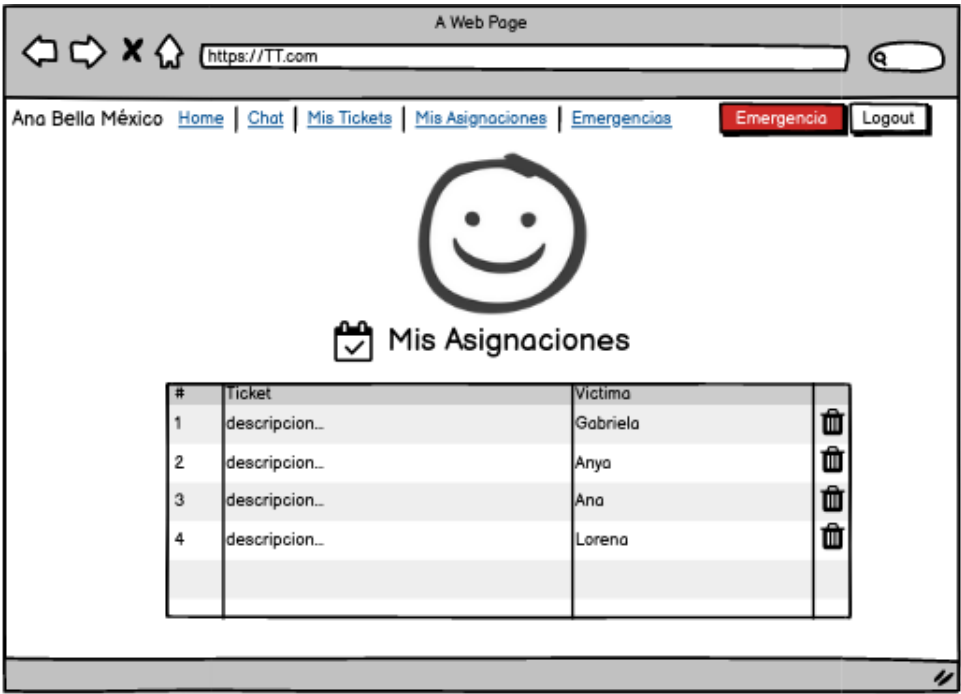 A Web Page
https://TT.com
Ana Bella México Home | Chat | Mis Tickets | Mis Asignaciones | Emergencias Emergencia Logout
Mis Asignaciones
# Ticket Victima
1 descripcion... Gabriela
2 descripcion... Anya
3 descripcion... Ana
4 descripcion... Lorena